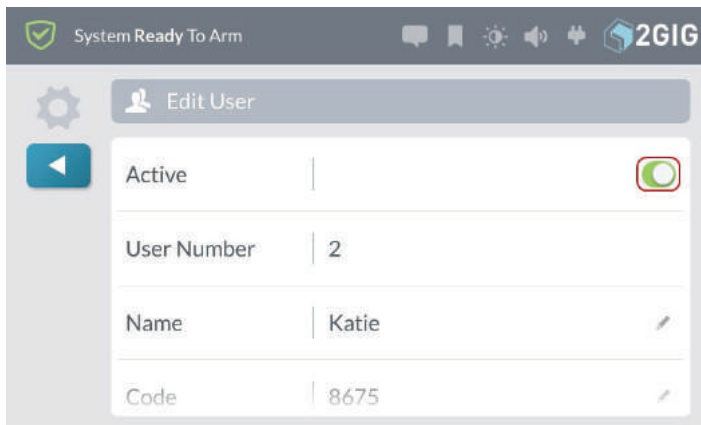 System Ready To Arm
2GIG
Edit User
Active
User Number 2
Name Katie
Code 8675